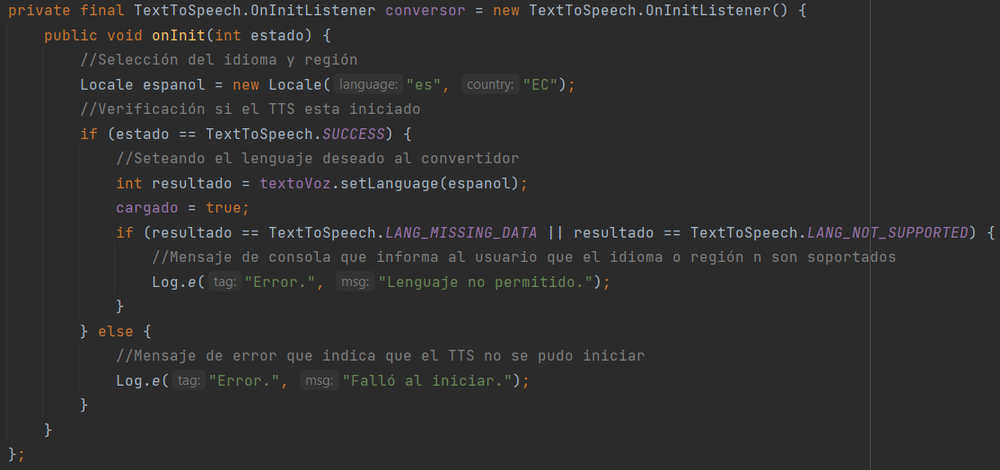 private final TextToSpeech.OnInitListener conversor = new TextToSpeech.OnInitListener() {
    public void onInit(int estado) {
        //Selección del idioma y región
        Locale espanol = new Locale( language: "es", country: "EC");
        //Verificación si el TTS esta iniciado
        if (estado == TextToSpeech.SUCCESS) {
            //Seteando el lenguaje deseado al convertidor
            int resultado = textoVoz.setLanguage(espanol);
            cargado = true;
            if (resultado == TextToSpeech.LANG_MISSING_DATA || resultado == TextToSpeech.LANG_NOT_SUPPORTED) {
                //Mensaje de consola que informa al usuario que el idioma o región n son soportados
                Log.e( tag: "Error.", msg: "Lenguaje no permitido.");
            }
        } else {
            //Mensaje de error que indica que el TTS no se pudo iniciar
            Log.e( tag: "Error.", msg: "Falló al iniciar.");
        }
    }
};